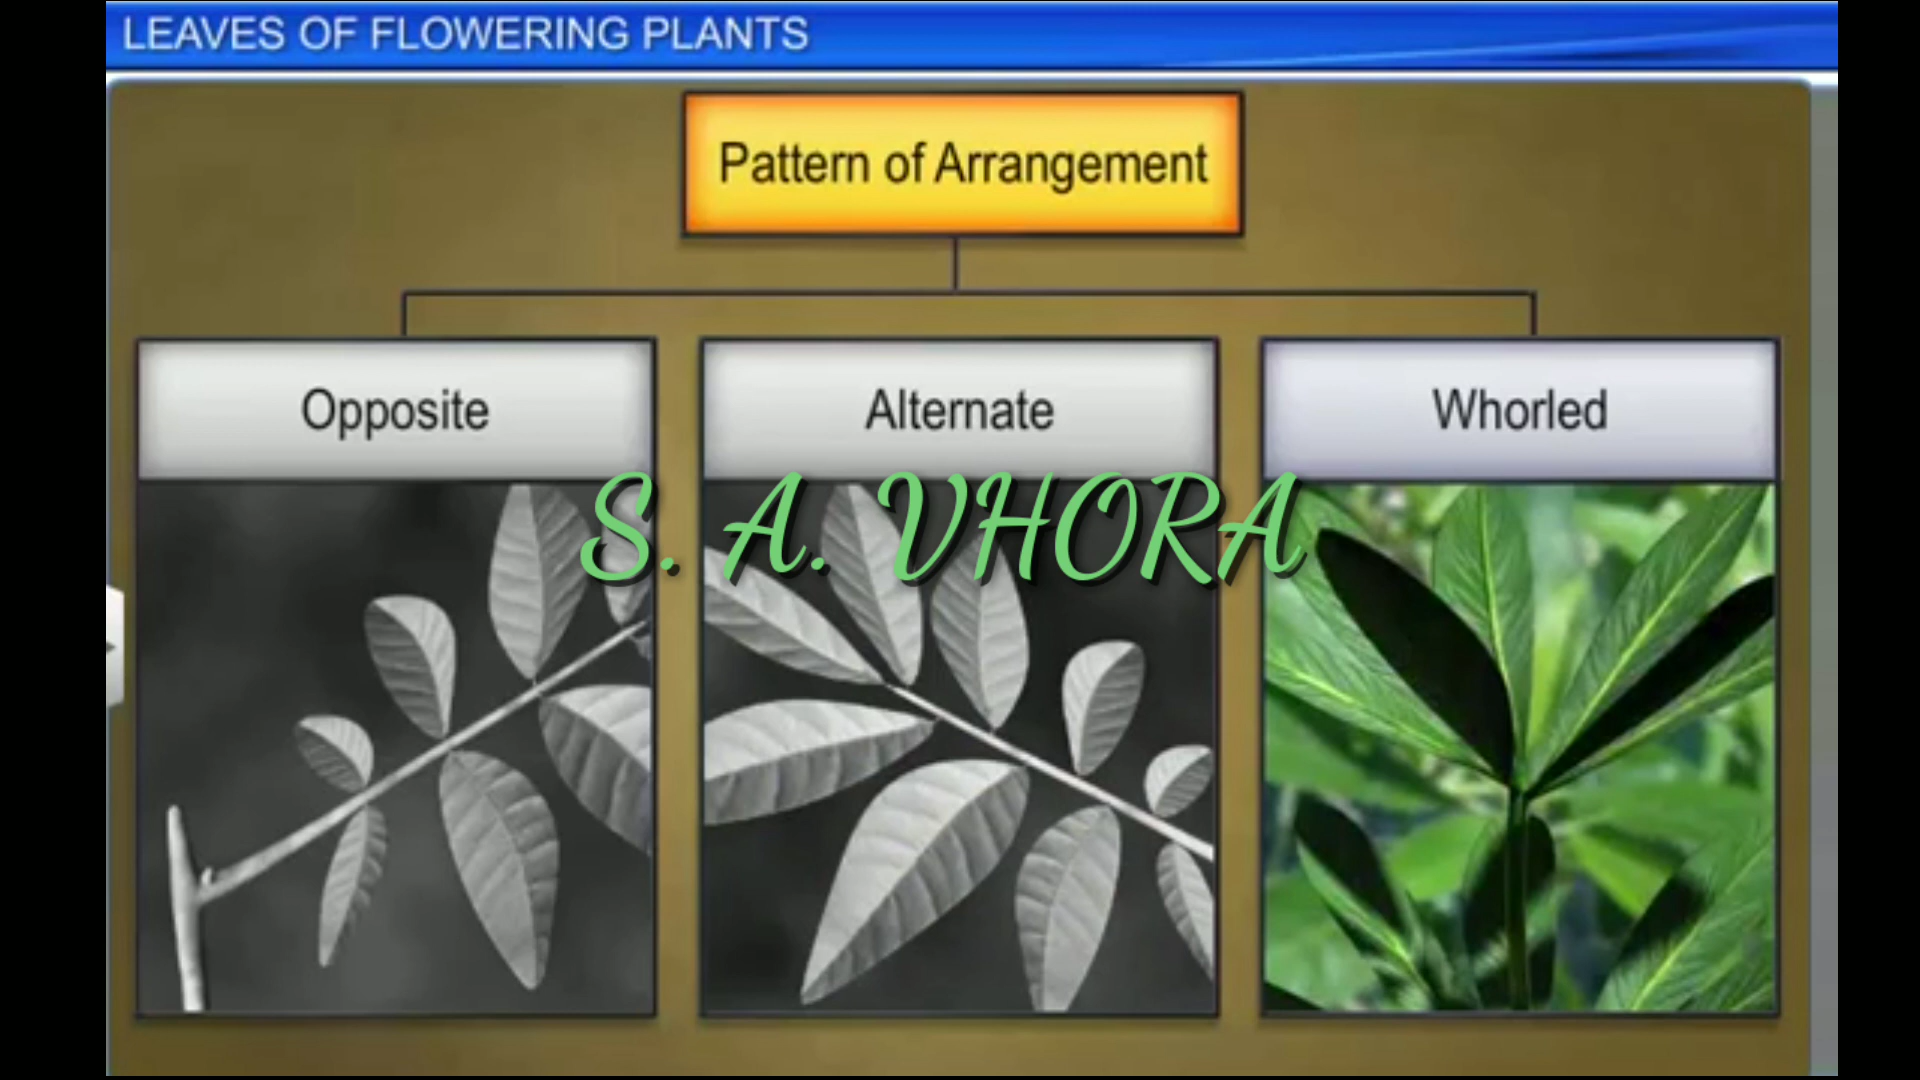 LEAVES OF FLOWERING PLANTS
Pattern of Arrangement
Opposite
Alternate
Whorled
S. A. VHORA